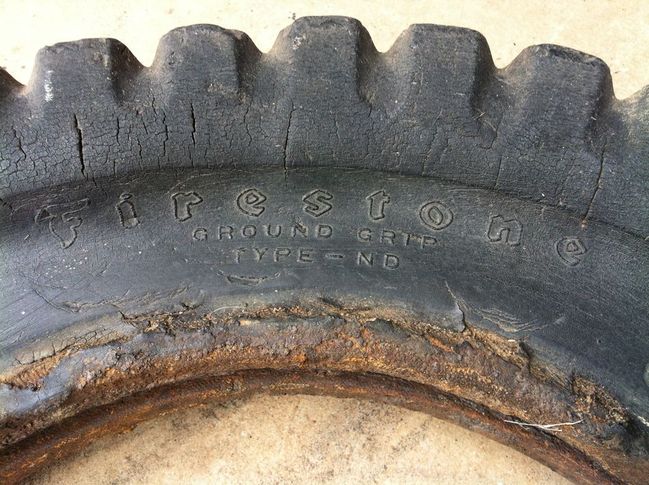 Firestone
GROUND GRIP
TYPE-ND